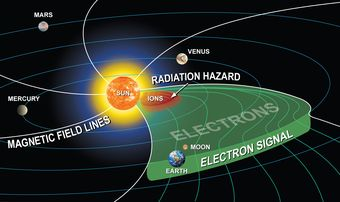 MARS
VENUS
RADIATION HAZARD
SUN
IONS
MERCURY
MAGNETIC FIELD LINES
ELECTRONS
ELECTRON SIGNAL
MOON
EARTH